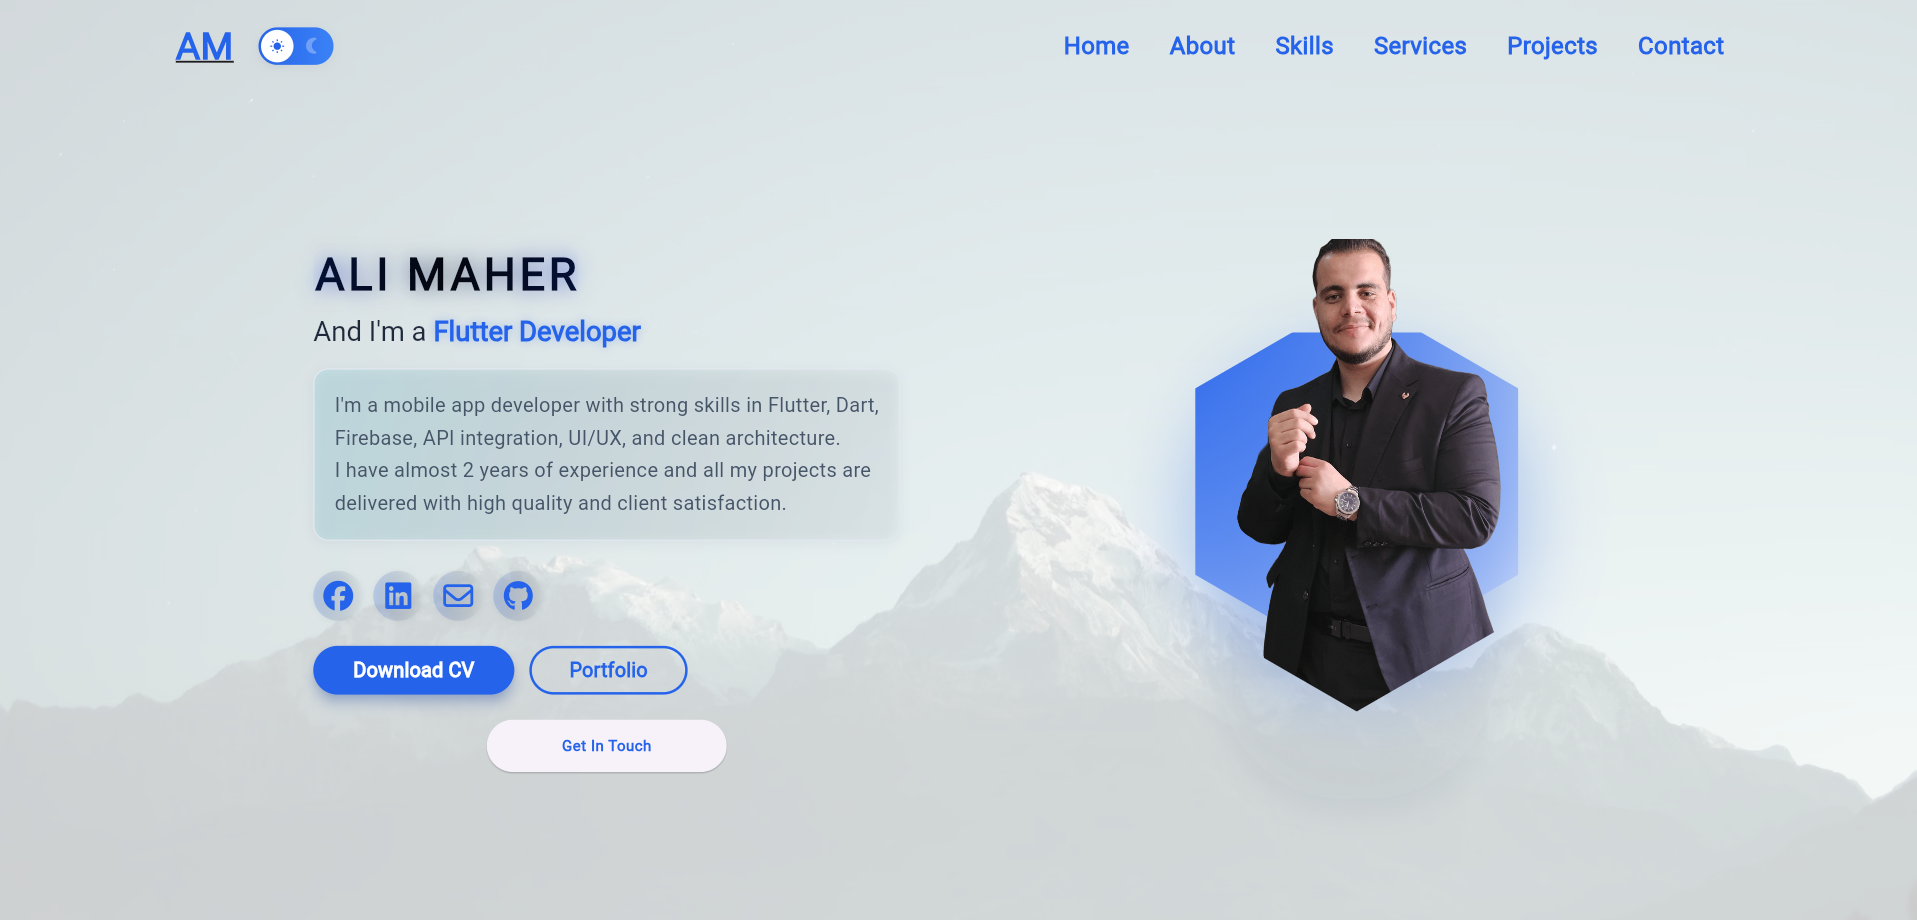 AM
Home About Skills Services Projects Contact
ALI MAHER
And I'm a Flutter Developer
I'm a mobile app developer with strong skills in Flutter, Dart,
Firebase, API integration, UI/UX, and clean architecture.
I have almost 2 years of experience and all my projects are
delivered with high quality and client satisfaction.
Download CV
Portfolio
Get In Touch